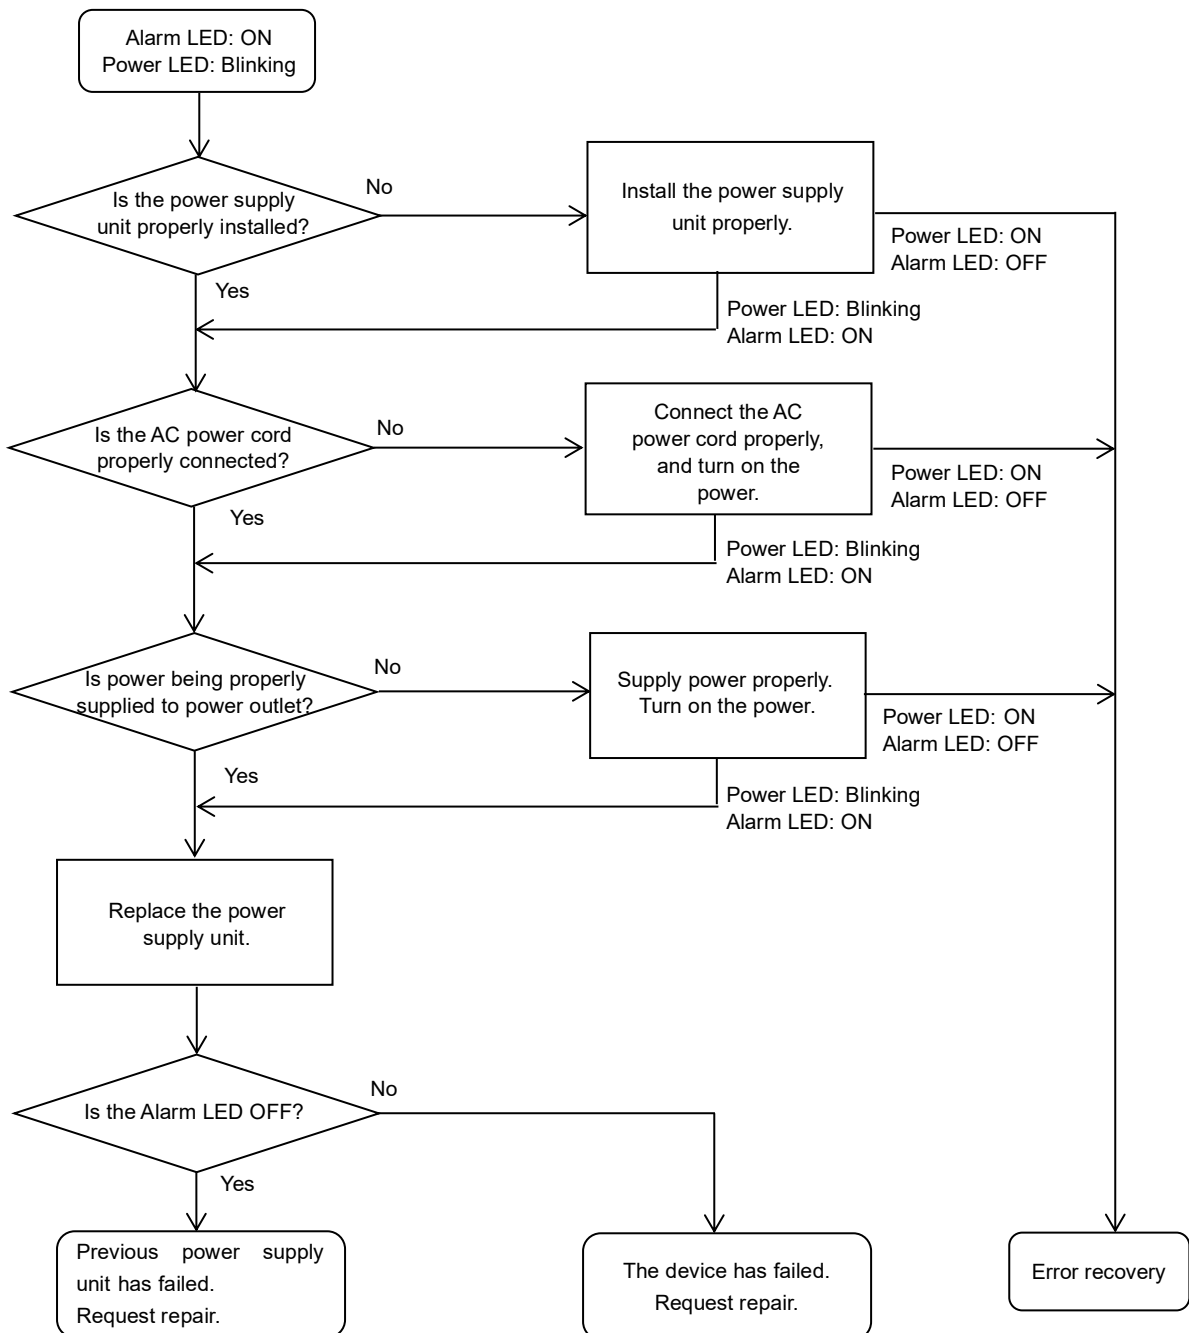 Alarm LED: ON
Power LED: Blinking
Is the power supply
unit properly installed?
No
Install the power supply
unit properly.
Power LED: ON
Alarm LED: OFF
Yes
Power LED: Blinking
Alarm LED: ON
Is the AC power cord
properly connected?
No
Connect the AC
power cord properly,
and turn on the
power.
Power LED: ON
Alarm LED: OFF
Yes
Power LED: Blinking
Alarm LED: ON
Is power being properly
supplied to power outlet?
No
Supply power properly.
Turn on the power.
Power LED: ON
Alarm LED: OFF
Yes
Power LED: Blinking
Alarm LED: ON
Replace the power
supply unit.
Is the Alarm LED OFF?
No
Yes
Previous power supply
unit has failed.
Request repair.
The device has failed.
Request repair.
Error recovery